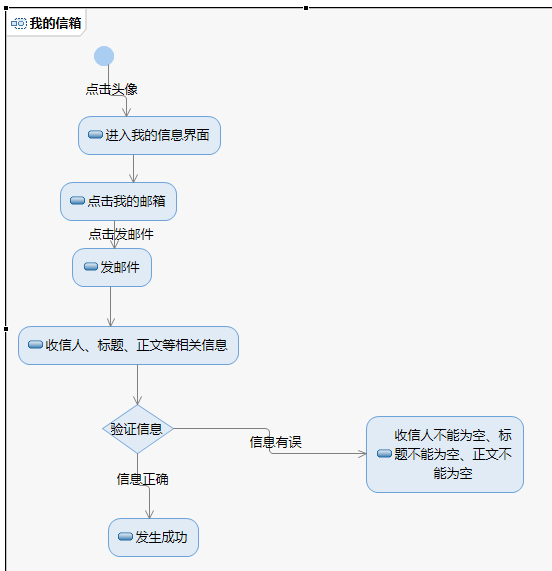 我的信箱
点击头像
进入我的信息界面
点击我的邮箱
点击发邮件
发邮件
收信人、标题、正文等相关信息
验证信息
信息有误
收信人不能为空、标
题不能为空、正文不
能为空
信息正确
发生成功